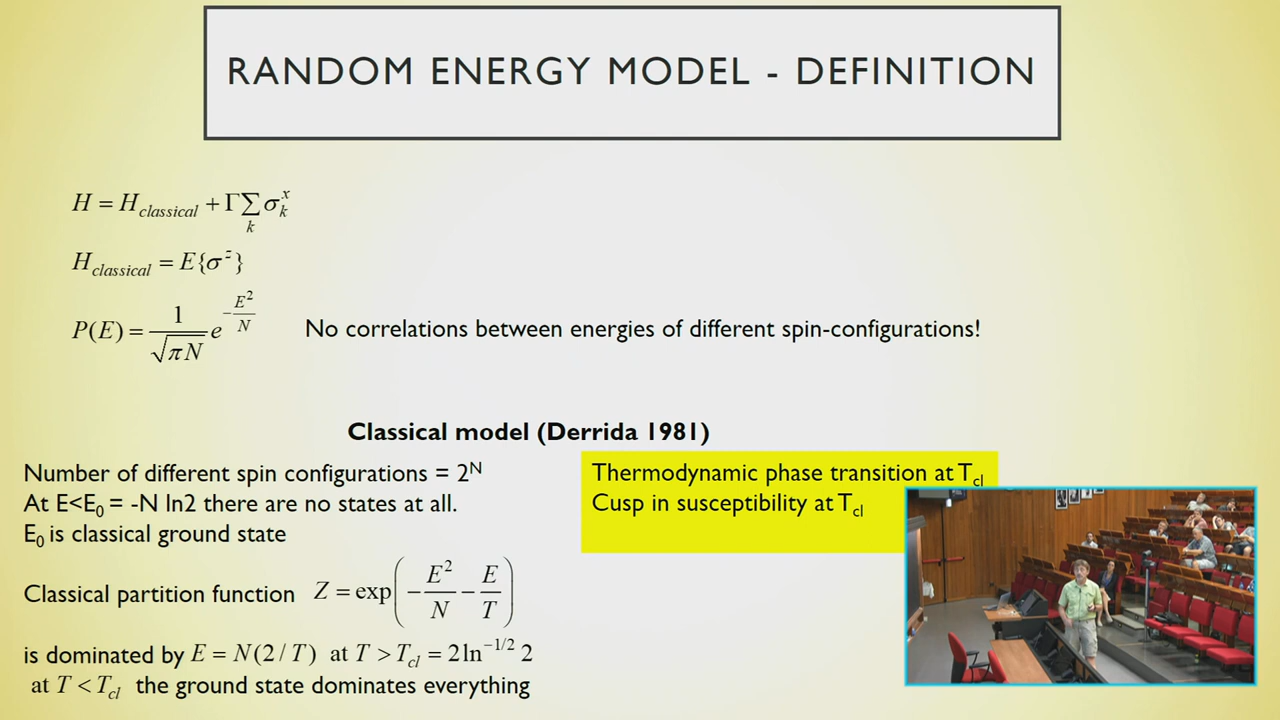 RANDOM ENERGY MODEL - DEFINITION
H = H_classical + Γ∑_k σ_k^x
H_classical = E{σ^z}
P(E) = 1/√(πN) e^(-E²/N)
No correlations between energies of different spin-configurations!
Classical model (Derrida 1981)
Number of different spin configurations = 2^N
At E<E_0 = -N ln2 there are no states at all.
E_0 is classical ground state
Thermodynamic phase transition at T_cl
Cusp in susceptibility at T_cl
Classical partition function Z = exp(-E²/N - E/T)
is dominated by E = N(2/T) at T > T_cl = 2ln^(-1/2) 2
at T < T_cl the ground state dominates everything